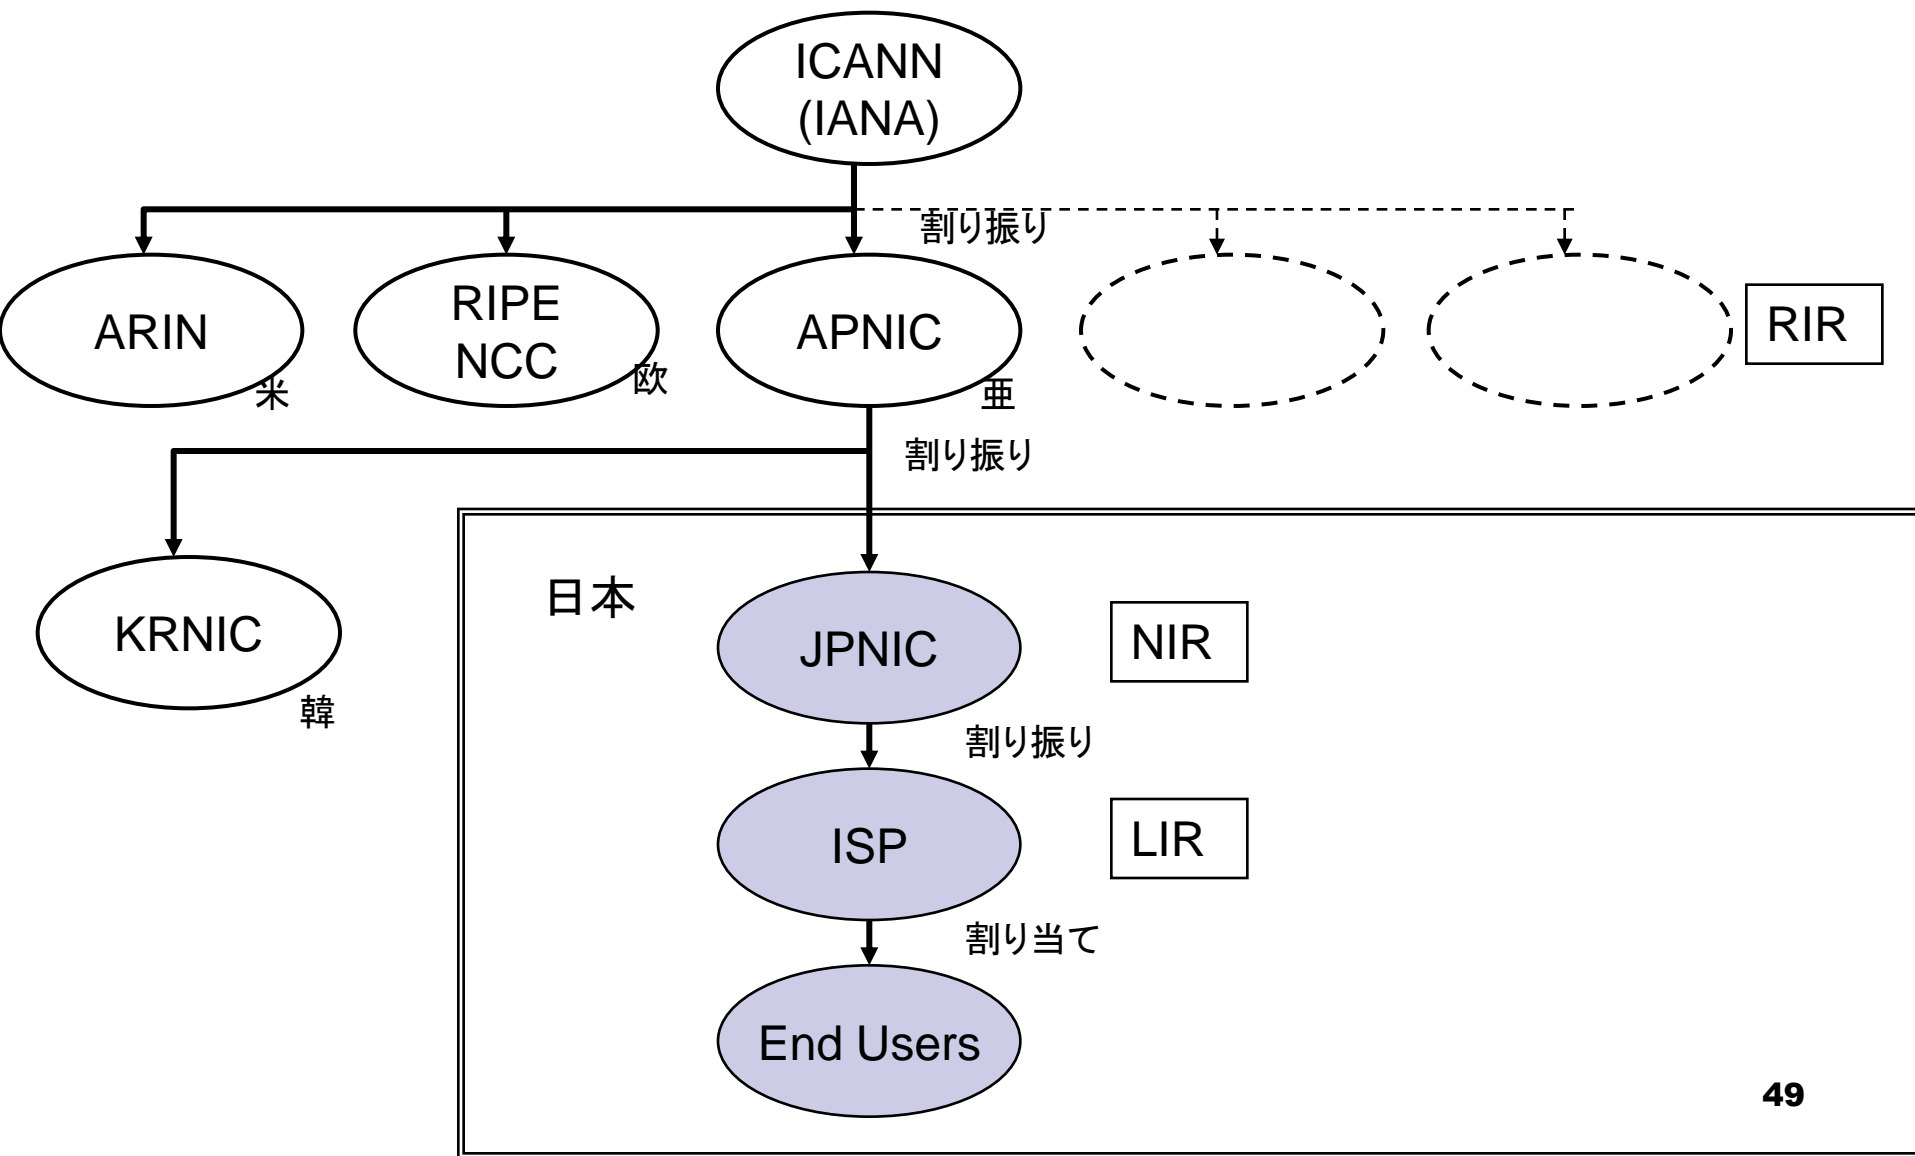 ICANN
(IANA)
割り振り
ARIN
米
RIPE
NCC
欧
APNIC
亜
RIR
割り振り
KRNIC
韓
日本
JPNIC
NIR
割り振り
ISP
LIR
割り当て
End Users
49